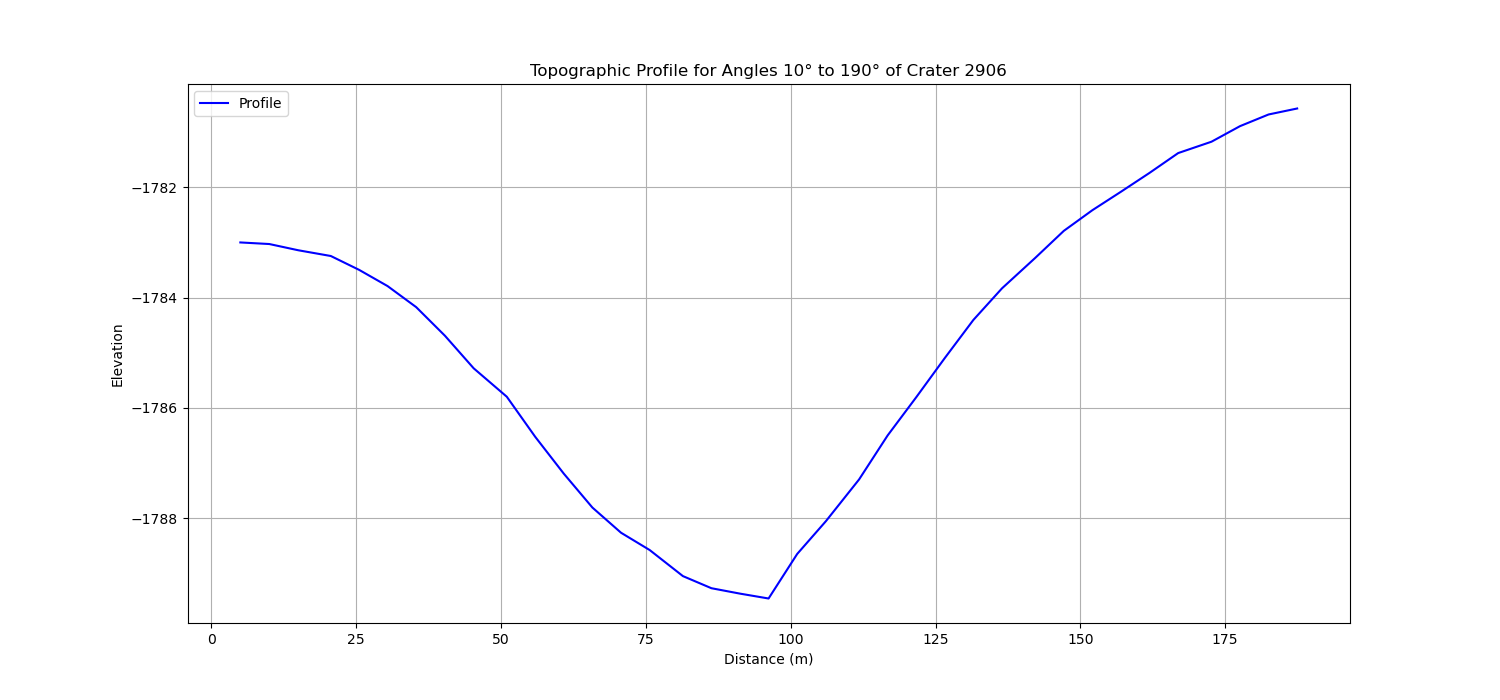 Topographic Profile for Angles 10° to 190° of Crater 2906
Profile
−1782
−1784
−1786
−1788
Elevation
0 25 50 75 100 125 150 175
Distance (m)